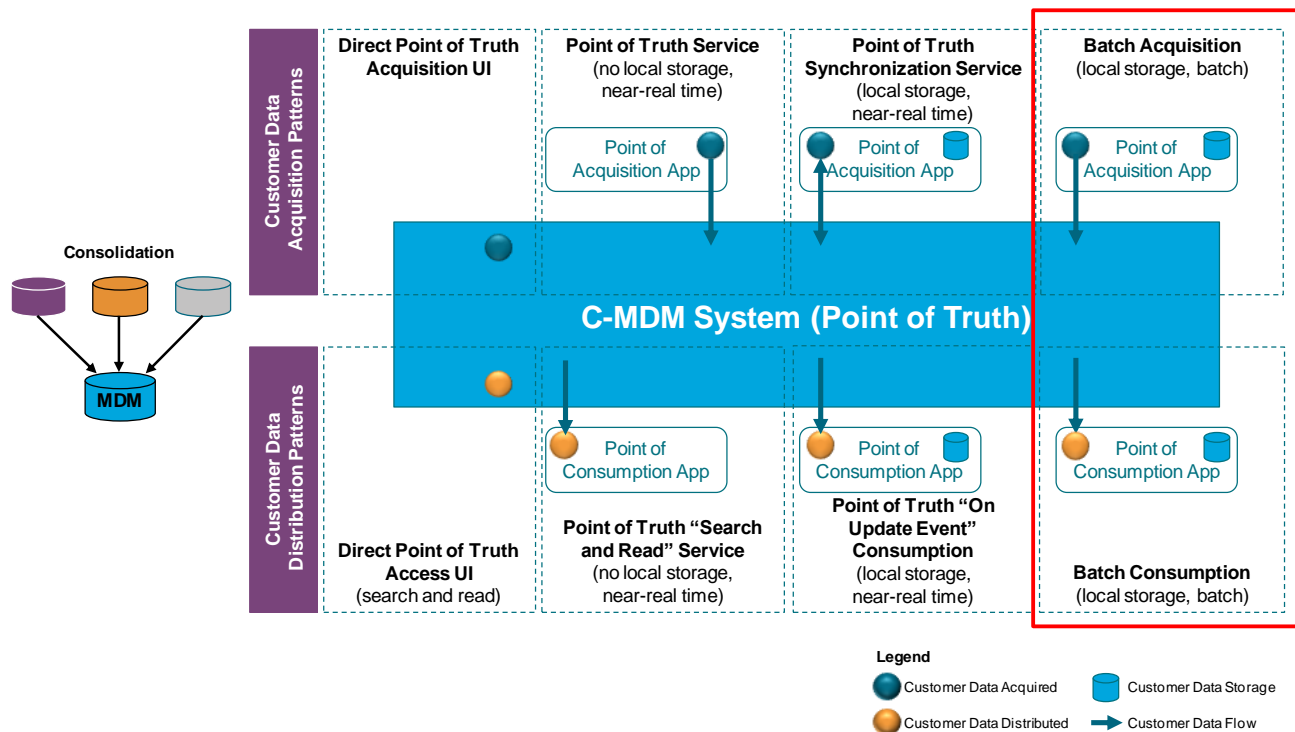 Customer Data
Acquisition Patterns
Direct Point of Truth
Acquisition UI
Point of Truth Service
(no local storage,
near-real time)
Point of
Acquisition App
Point of Truth
Synchronization Service
(local storage,
near-real time)
Point of
Acquisition App
Batch Acquisition
(local storage, batch)
Point of
Acquisition App
Consolidation
MDM
C-MDM System (Point of Truth)
Customer Data
Distribution Patterns
Direct Point of Truth
Access UI
(search and read)
Point of
Consumption App
Point of Truth “Search
and Read” Service
(no local storage,
near-real time)
Point of
Consumption App
Point of Truth “On
Update Event”
Consumption
(local storage,
near-real time)
Point of
Consumption App
Batch Consumption
(local storage, batch)
Legend
Customer Data Acquired
Customer Data Storage
Customer Data Distributed
Customer Data Flow